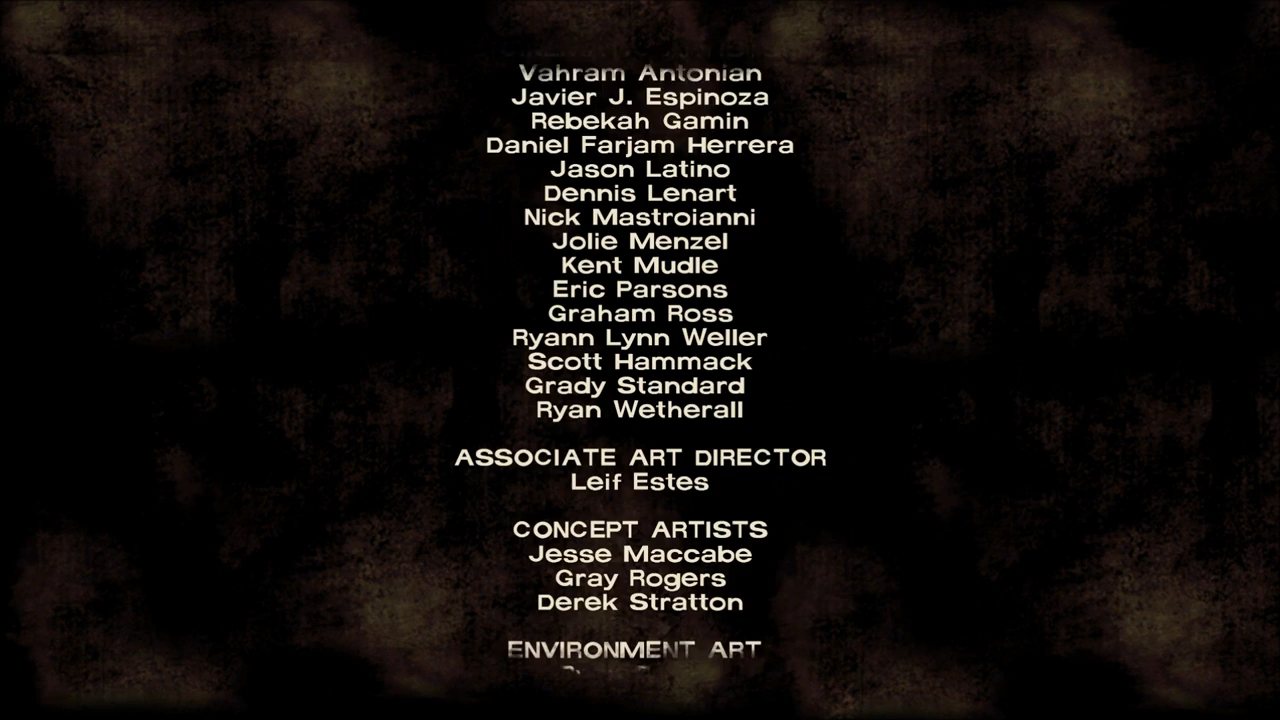 Vahram Antonian
Javier J. Espinoza
Rebekah Gamin
Daniel Farjam Herrera
Jason Latino
Dennis Lenart
Nick Mastroianni
Jolie Menzel
Kent Mudle
Eric Parsons
Graham Ross
Ryann Lynn Weller
Scott Hammack
Grady Standard
Ryan Wetherall
ASSOCIATE ART DIRECTOR
Leif Estes
CONCEPT ARTISTS
Jesse Maccabe
Gray Rogers
Derek Stratton
ENVIRONMENT ART